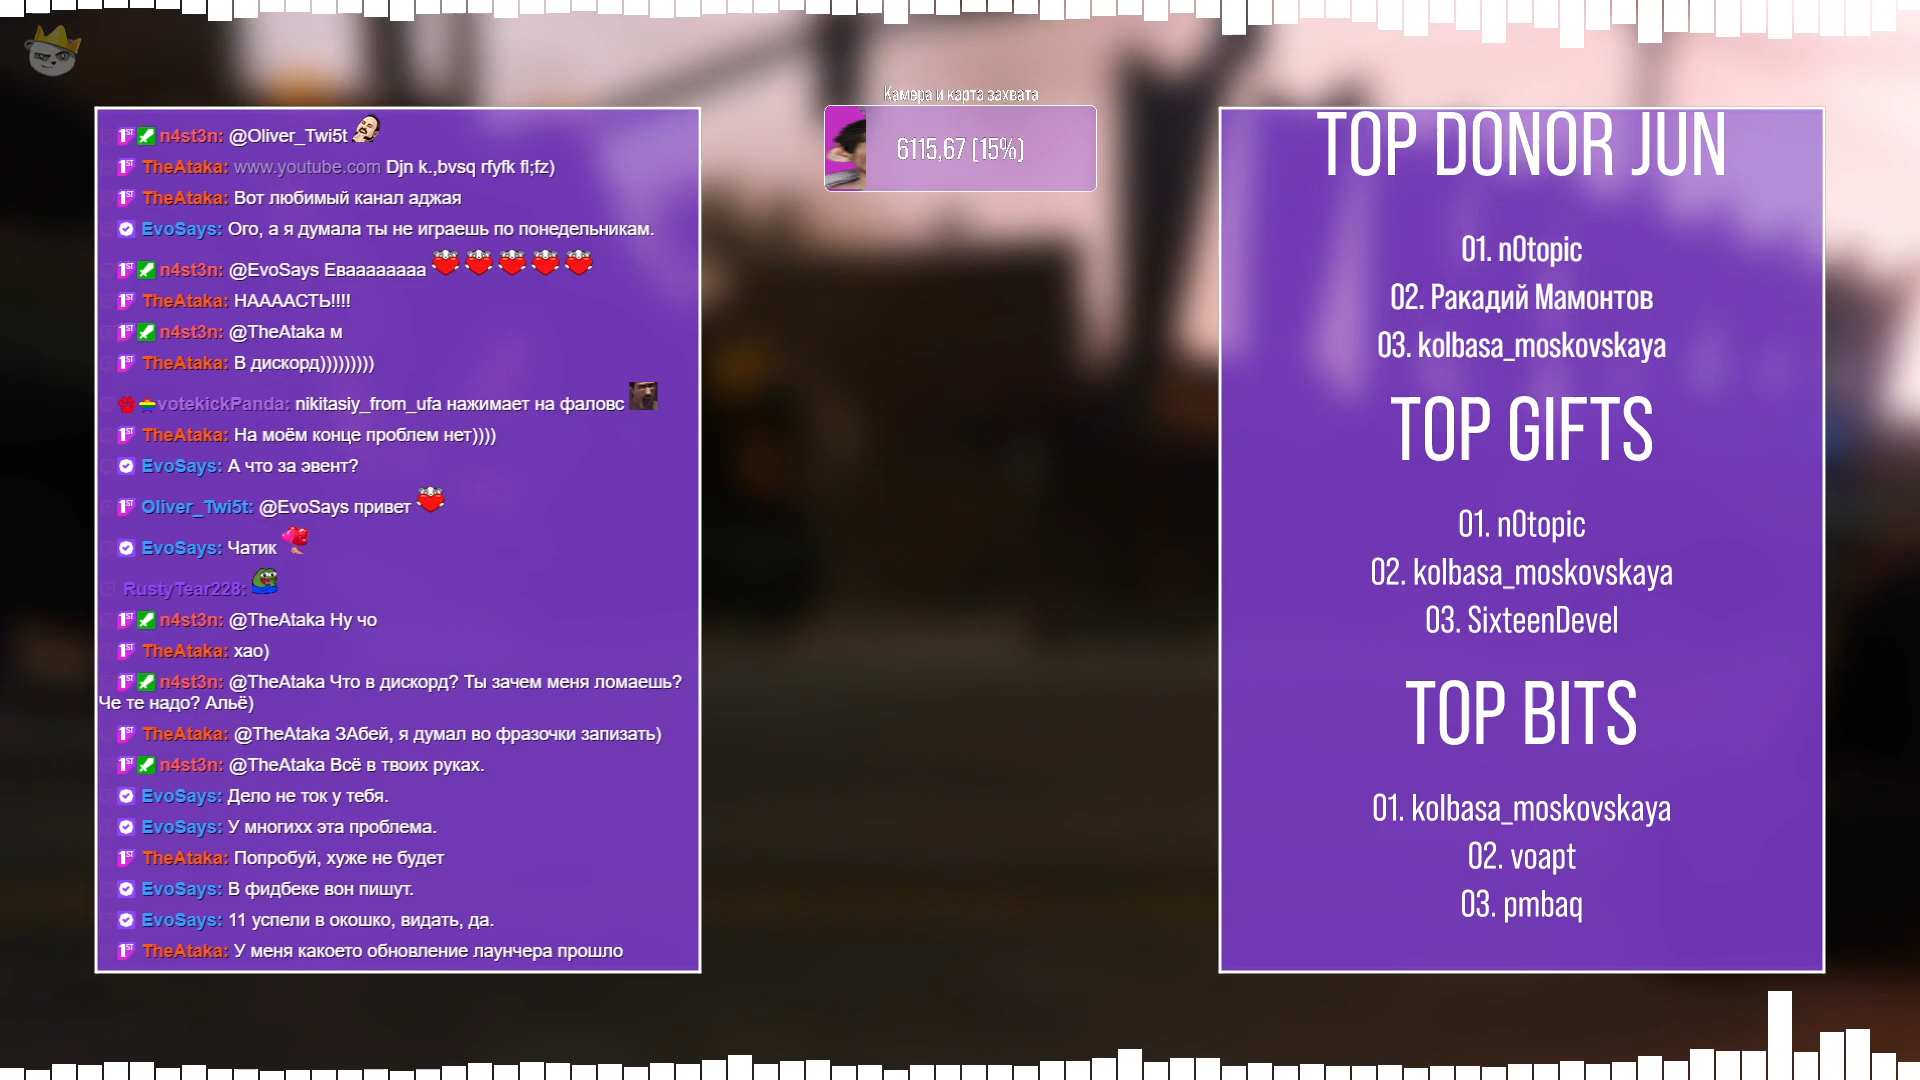 n4st3n: @Oliver_Twi5t
TheAtaka: www.youtube.com Djn k.,bvsq rfyfk fl;fz)
TheAtaka: Вот любимый канал аджая
EvoSays: Ого, а я думала ты не играешь по понедельникам.
n4st3n: @EvoSays Еваааааааа
TheAtaka: НААААСТЬ!!!!
n4st3n: @TheAtaka м
TheAtaka: В дискорд)))))))))
votekickPanda: nikitasiy_from_ufa нажимает на фаловс
TheAtaka: На моём конце проблем нет))))
EvoSays: А что за эвент?
Oliver_Twi5t: @EvoSays привет
EvoSays: Чатик
RustyTear228:
n4st3n: @TheAtaka Ну чо
TheAtaka: хао)
n4st3n: @TheAtaka Что в дискорд? Ты зачем меня ломаешь?
Че те надо? Альё)
TheAtaka: @TheAtaka ЗАбей, я думал во фразочки запизать)
n4st3n: @TheAtaka Всё в твоих руках.
EvoSays: Дело не ток у тебя.
EvoSays: У многихх эта проблема.
TheAtaka: Попробуй, хуже не будет
EvoSays: В фидбеке вон пишут.
EvoSays: 11 успели в окошко, видать, да.
TheAtaka: У меня какоето обновление лаунчера прошло
Камера и карта захвата
6115,67 (15%)
TOP DONOR JUN
01. n0topic
02. Ракадий Мамонтов
03. kolbasa_moskovskaya
TOP GIFTS
01. n0topic
02. kolbasa_moskovskaya
03. SixteenDevel
TOP BITS
01. kolbasa_moskovskaya
02. voapt
03. pmbaq